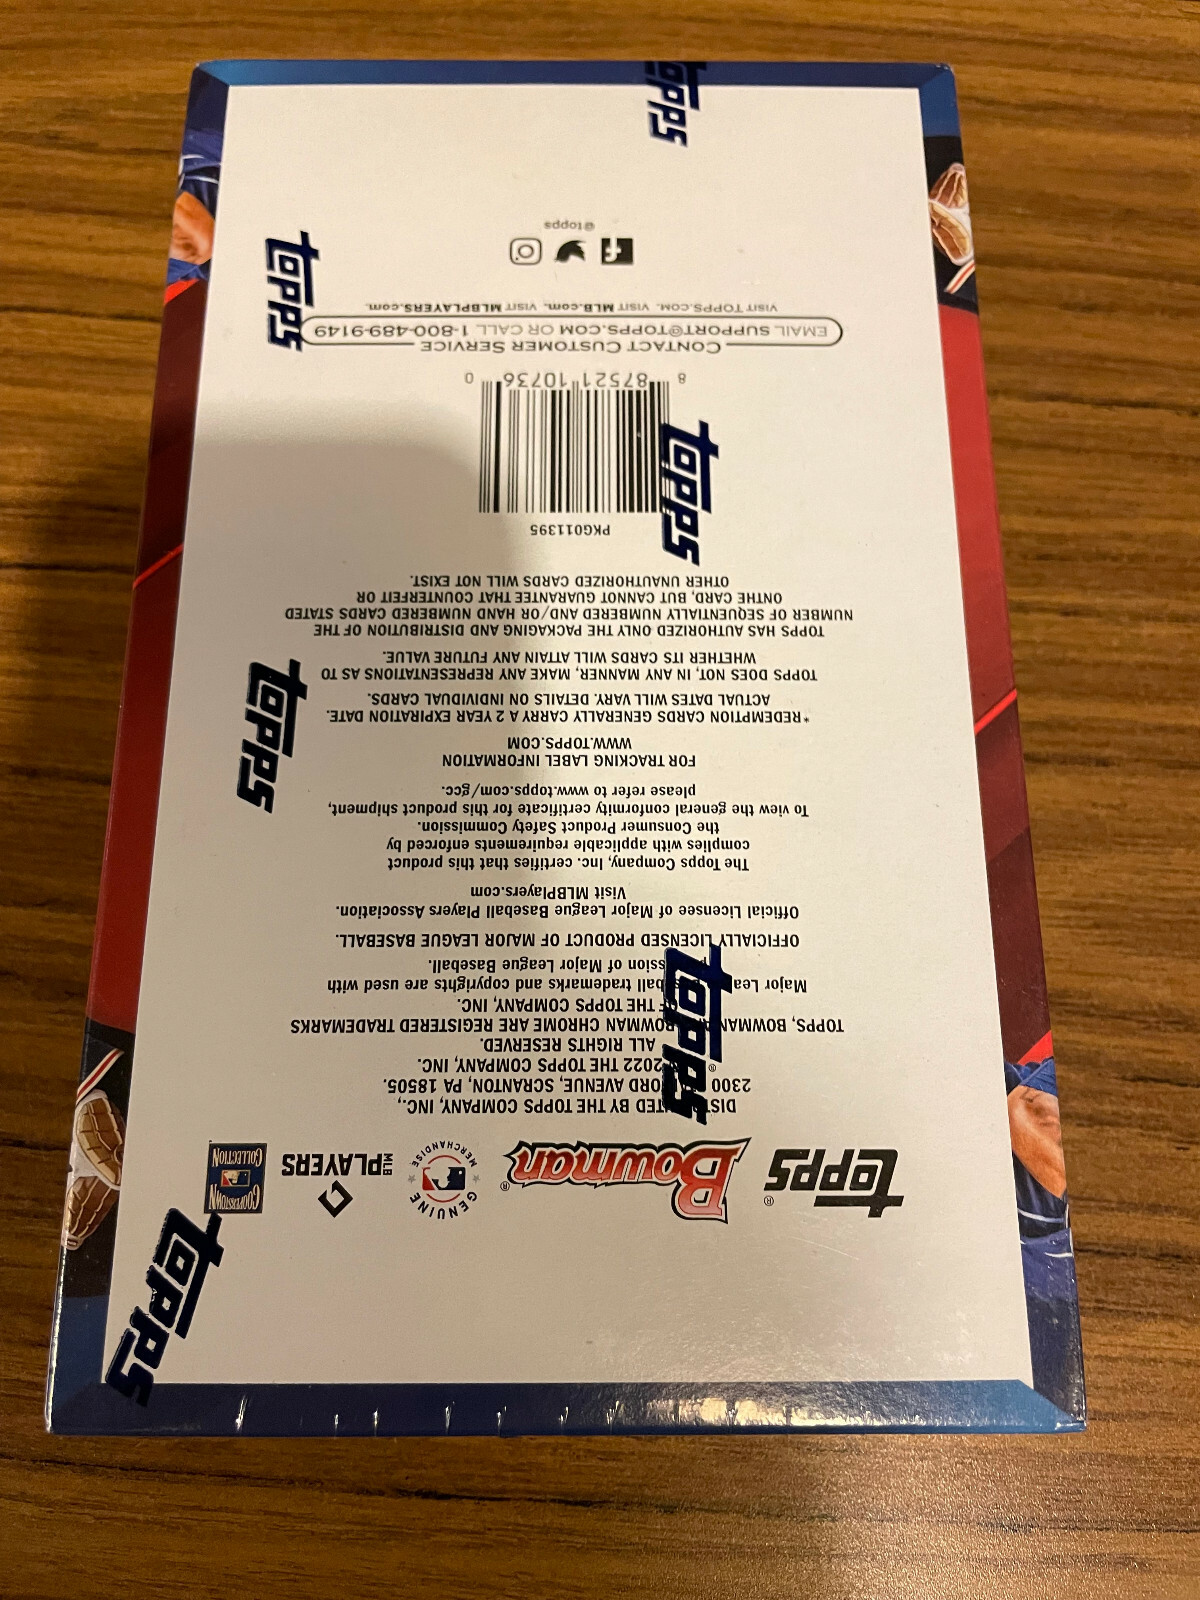 topps®
Bowman®
GENUINE MERCHANDISE
MLB PLAYERS
COOPERSTOWN COLLECTION
DISTRIBUTED BY THE TOPPS COMPANY, INC.,
2300 ORD AVENUE, SCRANTON, PA 18505.
® 2022 THE TOPPS COMPANY, INC.
ALL RIGHTS RESERVED.
TOPPS, BOWMAN BOWMAN CHROME ARE REGISTERED TRADEMARKS
OF THE TOPPS COMPANY, INC.
Major League Baseball trademarks and copyrights are used with
permission of Major League Baseball.
OFFICIALLY LICENSED PRODUCT OF MAJOR LEAGUE BASEBALL.
Official Licensee of Major League Baseball Players Association.
Visit MLBPlayers.com
The Topps Company, Inc. certifies that this product
complies with applicable requirements enforced by
the Consumer Product Safety Commission.
To view the general conformity certificate for this product shipment,
please refer to www.topps.com/gcc.
FOR TRACKING LABEL INFORMATION
WWW.TOPPS.COM
*REDEMPTION CARDS GENERALLY CARRY A 2 YEAR EXPIRATION DATE.
ACTUAL DATES WILL VARY. DETAILS ON INDIVIDUAL CARDS.
TOPPS DOES NOT, IN ANY MANNER, MAKE ANY REPRESENTATIONS AS TO
WHETHER ITS CARDS WILL ATTAIN ANY FUTURE VALUE.
TOPPS HAS AUTHORIZED ONLY THE PACKAGING AND DISTRIBUTION OF THE
NUMBER OF SEQUENTIALLY NUMBERED AND/OR HAND NUMBERED CARDS STATED
ONTHE CARD, BUT CANNOT GUARANTEE THAT COUNTERFEIT OR
OTHER UNAUTHORIZED CARDS WILL NOT EXIST.
PKG011395
8 87521 10736 0
CONTACT CUSTOMER SERVICE
EMAIL SUPPORT@TOPPS.COM OR CALL 1-800-489-9149
VISIT TOPPS.COM. VISIT MLB.COM. VISIT MLBPLAYERS.COM.
@topps
topps
topps
topps
topps
topps
topps